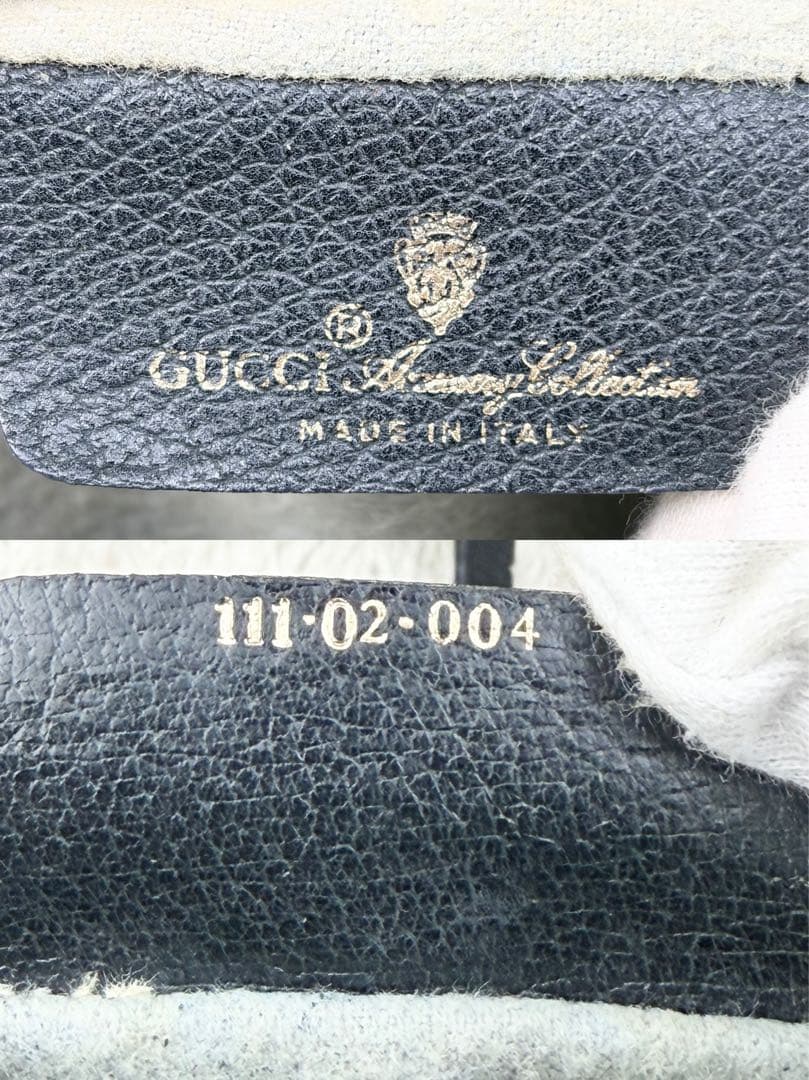 ®
GUCCI Accessory Collection
MADE IN ITALY
111·02·004